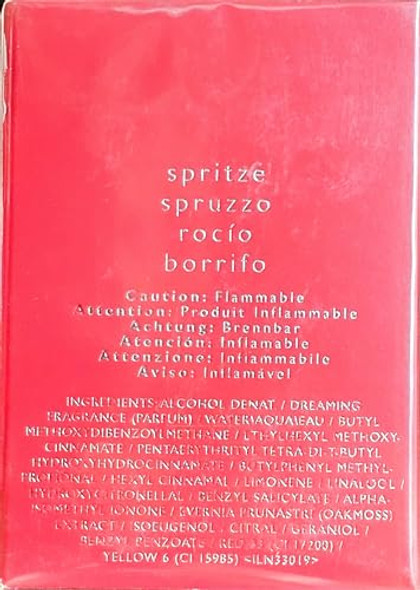 spritze
spruzzo
rocío
borrifo
Caution: Flammable
Attention: Produit Inflammable
Achtung: Brennbar
Atención: Inflamable
Attenzione: Infiammabile
Aviso: Inflamável
INGREDIENTS: ALCOHOL DENAT / DREAMING
FRAGRANCE (PARFUM) / WATER/AQUA/EAU / BUTYL
METHOXYDIBENZOYLMETHANE / ETHYLHEXYL METHOXY-
CINNAMATE / PENTAERYTHRITYL TETRA-DI-T-BUTYL
HYDROXYHYDROCINNAMATE / BUTYLPHENYL METHYL-
PROPIONAL / HEXYL CINNAMAL / LIMONENE / LINALOOL /
HYDROXYCITRONELLAL / BENZYL SALICYLATE / ALPHA-
ISOMETHYL IONONE / EVERNIA PRUNASTRI (OAKMOSS)
EXTRACT / ISOEUGENOL / CITRAL / GERANIOL /
BENZYL BENZOATE / RED 33 (CI 17200) /
YELLOW 6 (CI 15985) <ILN33019>